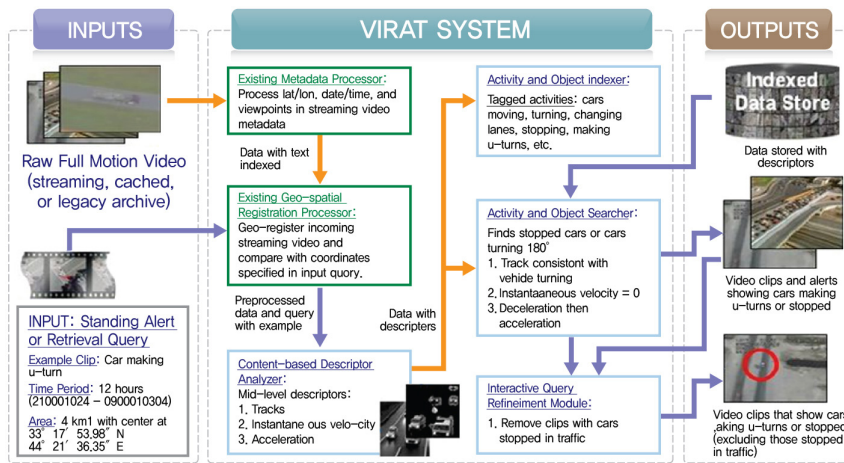 INPUTS
Raw Full Motion Video
(streaming, cached,
or legacy archive)
INPUT: Standing Alert
or Retrieval Query
Example Clip: Car making
u-turn
Time Period: 12 hours
(210001024 - 0900010304)
Area: 4 km1 with center at
33° 17′ 53,98″ N
44° 21′ 36,35″ E
VIRAT SYSTEM
Existing Metadata Processor:
Process lat/lon, date/time, and
viewpoints in streaming video
metadata
Data with text
indexed
Existing Geo-spatial
Registration Processor:
Geo-register incoming
streaming video and
compare with coordinates
specified in input query.
Preprocessed
data and query
with example
Data with
descripters
Content-based Descriptor
Analyzer:
Mid-level descriptors:
1. Tracks
2. Instantane ous velo-city
3. Acceleration
Activity and Object indexer:
Tagged activities: cars
moving, turning, changing
lanes, stopping, making
u-turns, etc.
Activity and Object Searcher:
Finds stopped cars or cars
turning 180°
1. Track consistont with
vehide turning
2. Instantaaneous velocity = 0
3. Deceleration then
acceleration
Interactive Query
Refineiment Module:
1. Remove clips with cars
stopped in traffic
OUTPUTS
Indexed
Data Store
Data stored with
descriptors
Video clips and alerts
showing cars making
u-turns or stopped
Video clips that show cars
,aking u-turns or stopped
(excluding those stopped
in traffic)